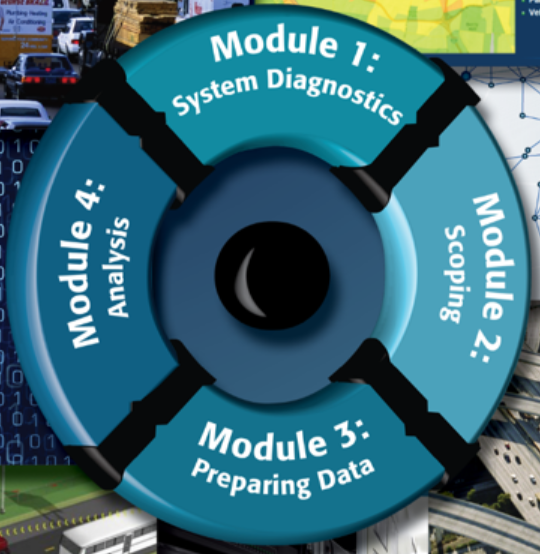 Module 1:
System Diagnostics
Module 2:
Scoping
Module 3:
Preparing Data
Module 4:
Analysis